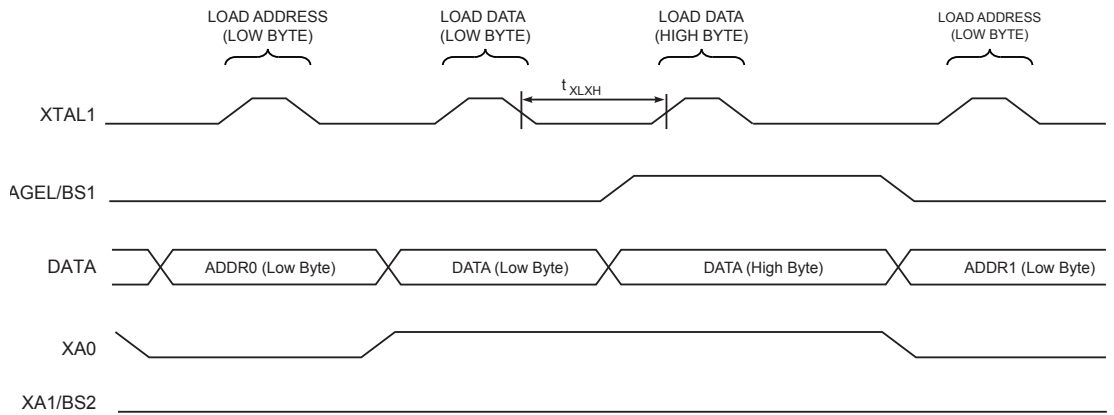 LOAD ADDRESS
(LOW BYTE)
LOAD DATA
(LOW BYTE)
LOAD DATA
(HIGH BYTE)
LOAD ADDRESS
(LOW BYTE)
t XLXH
XTAL1
AGEL/BS1
DATA
ADDR0 (Low Byte)
DATA (Low Byte)
DATA (High Byte)
ADDR1 (Low Byte)
XA0
XA1/BS2